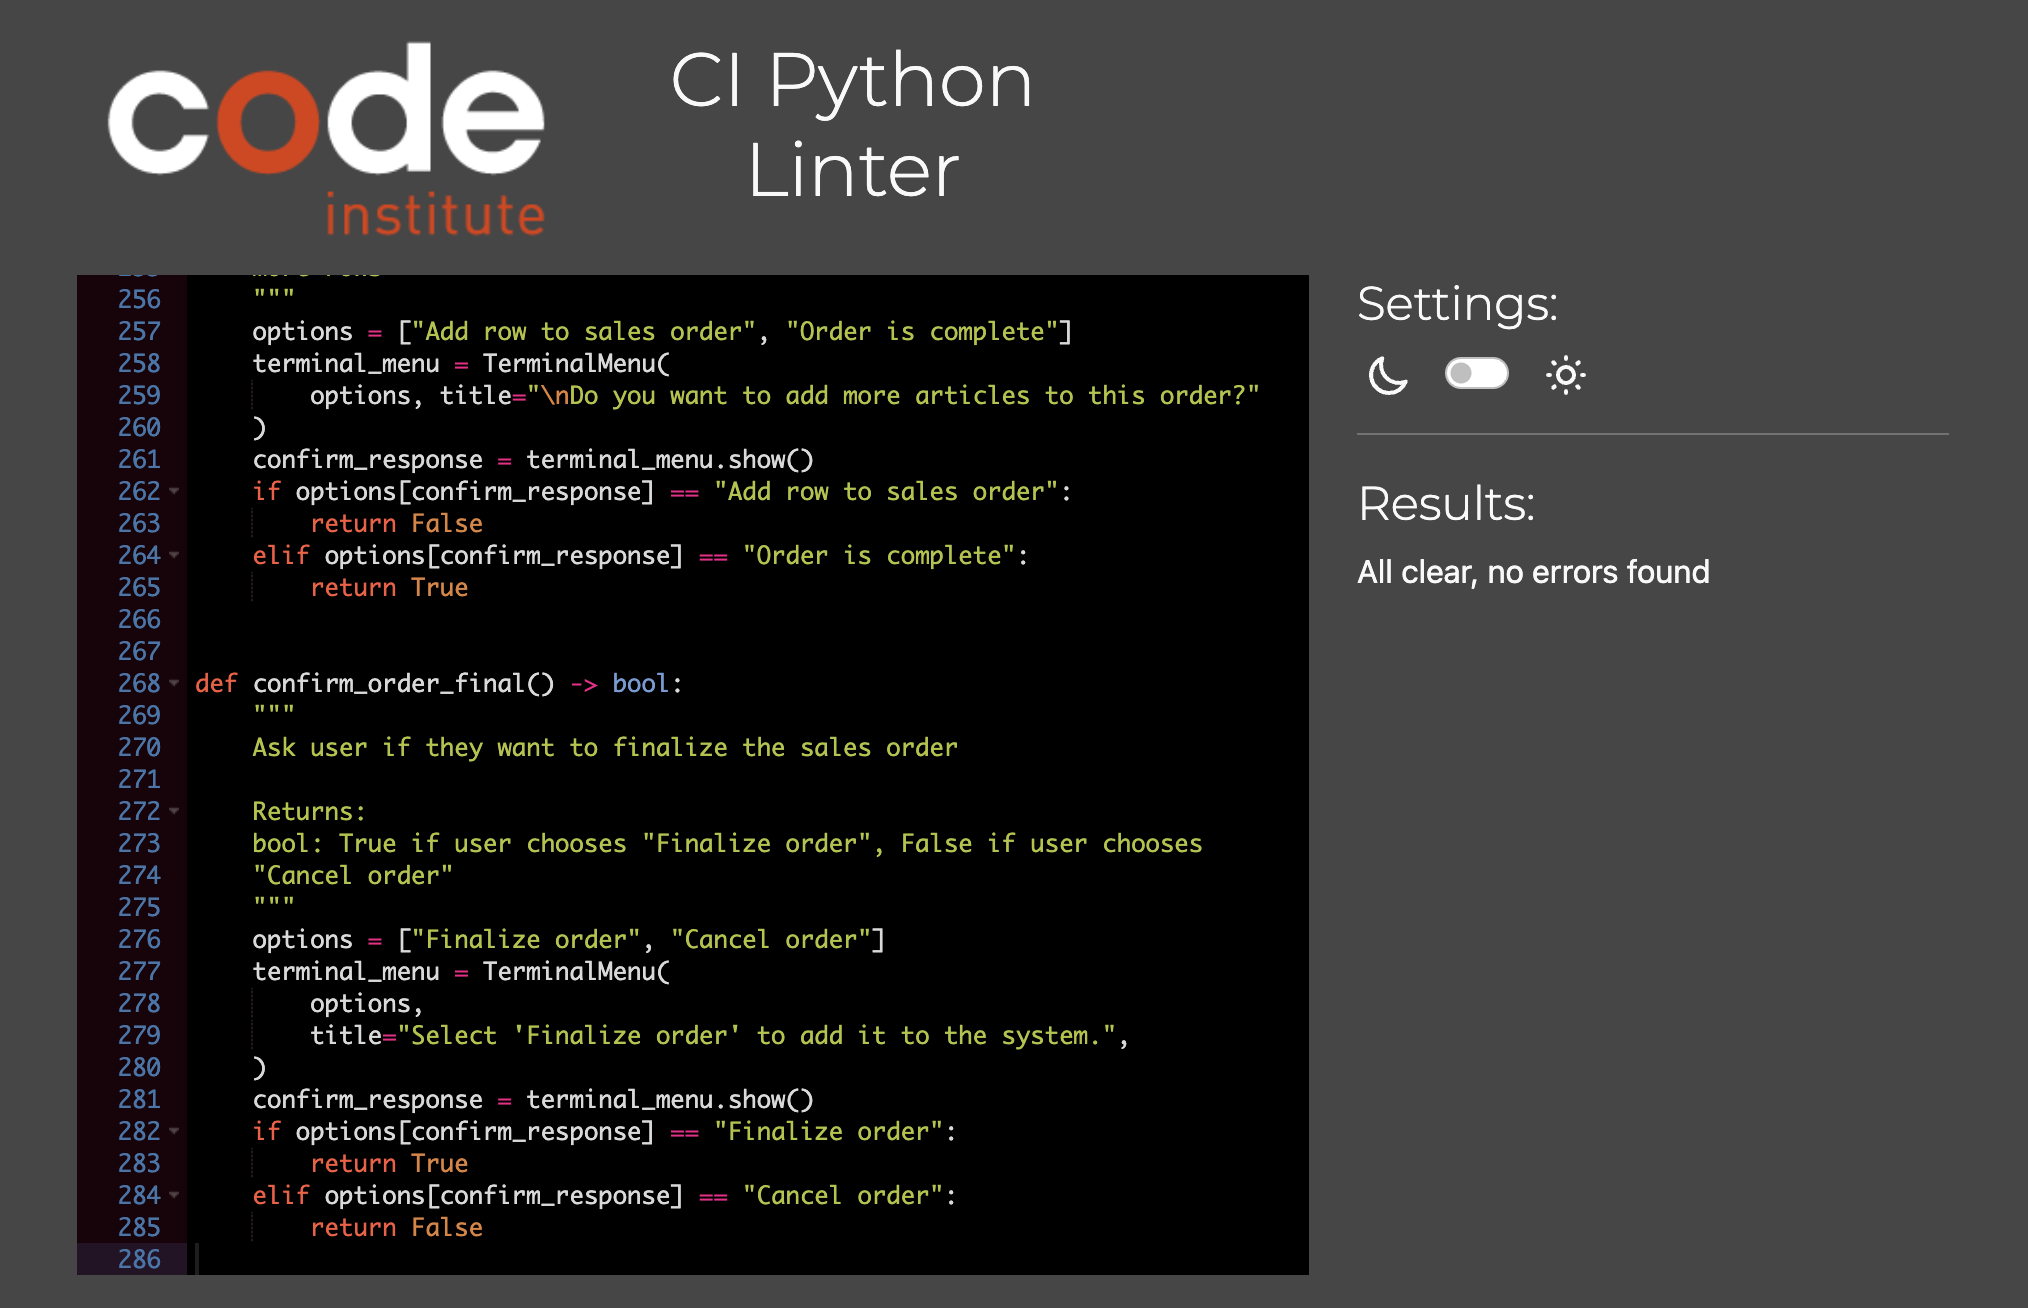 code
institute
CI Python
Linter
256 """
257 options = ["Add row to sales order", "Order is complete"]
258 terminal_menu = TerminalMenu(
259 options, title="\nDo you want to add more articles to this order?"
260 )
261 confirm_response = terminal_menu.show()
262 if options[confirm_response] == "Add row to sales order":
263 return False
264 elif options[confirm_response] == "Order is complete":
265 return True
266
267
268 def confirm_order_final() -> bool:
269 """
270 Ask user if they want to finalize the sales order
271
272 Returns:
273 bool: True if user chooses "Finalize order", False if user chooses
274 "Cancel order"
275 """
276 options = ["Finalize order", "Cancel order"]
277 terminal_menu = TerminalMenu(
278 options,
279 title="Select 'Finalize order' to add it to the system.",
280 )
281 confirm_response = terminal_menu.show()
282 if options[confirm_response] == "Finalize order":
283 return True
284 elif options[confirm_response] == "Cancel order":
285 return False
286
Settings:
Results:
All clear, no errors found